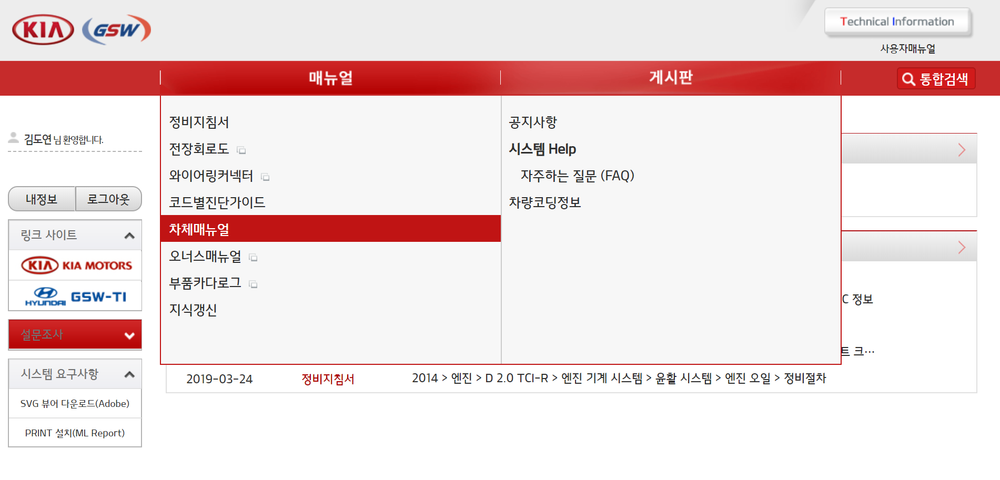 KIA GSW
Technical Information
사용자매뉴얼
매뉴얼
게시판
통합검색
김도연 님 환영합니다.
내정보
로그아웃
링크 사이트
KIA KIA MOTORS
HYUNDAI GSW-TI
설문조사
시스템 요구사항
SVG 뷰어 다운로드(Adobe)
PRINT 설치(ML Report)
정비지침서
전장회로도
와이어링커넥터
코드별진단가이드
차체매뉴얼
오너스매뉴얼
부품카다로그
지식갱신
공지사항
시스템 Help
자주하는 질문 (FAQ)
차량코딩정보
C 정보
트 크…
2019-03-24 정비지침서 2014 > 엔진 > D 2.0 TCI-R > 엔진 기계 시스템 > 윤활 시스템 > 엔진 오일 > 정비절차